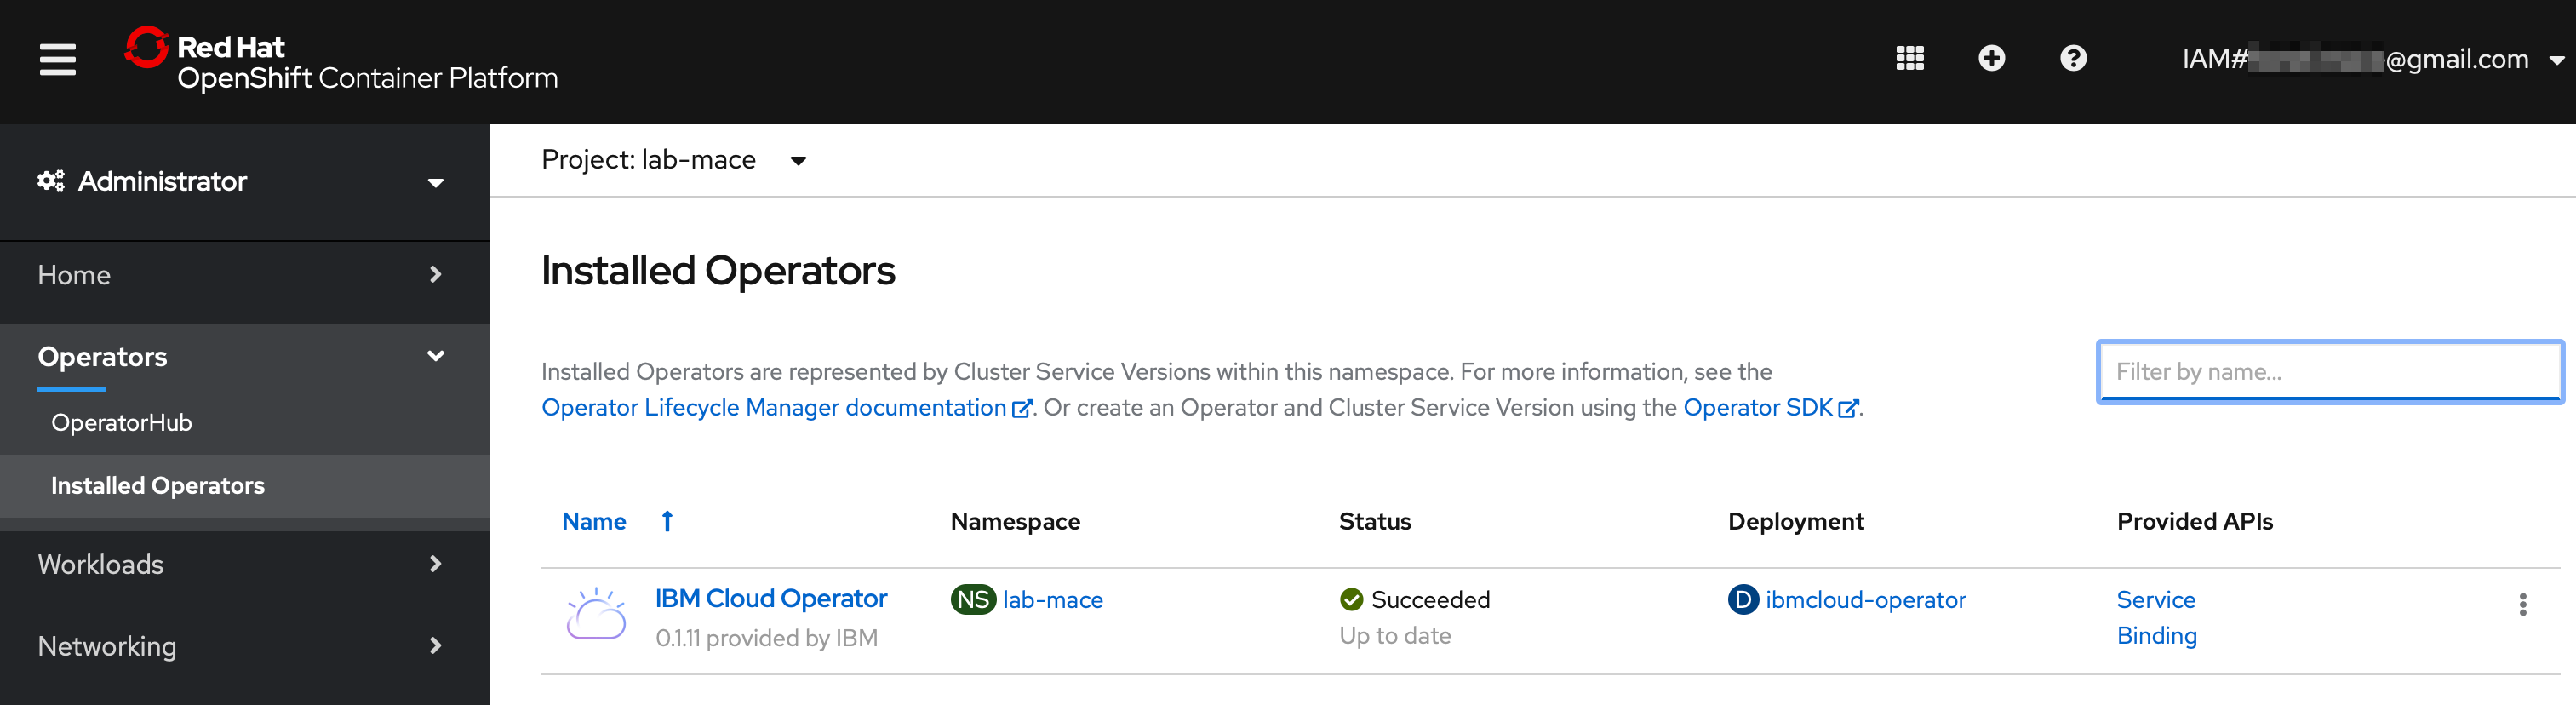 Red Hat
OpenShift Container Platform
IAM# @gmail.com
Administrator
Home
Operators
OperatorHub
Installed Operators
Workloads
Networking
Project: lab-mace
Installed Operators
Installed Operators are represented by Cluster Service Versions within this namespace. For more information, see the
Operator Lifecycle Manager documentation. Or create an Operator and Cluster Service Version using the Operator SDK.
Filter by name...
Name Namespace Status Deployment Provided APIs
IBM Cloud Operator NS lab-mace Succeeded D ibmcloud-operator Service
0.1.11 provided by IBM Up to date Binding